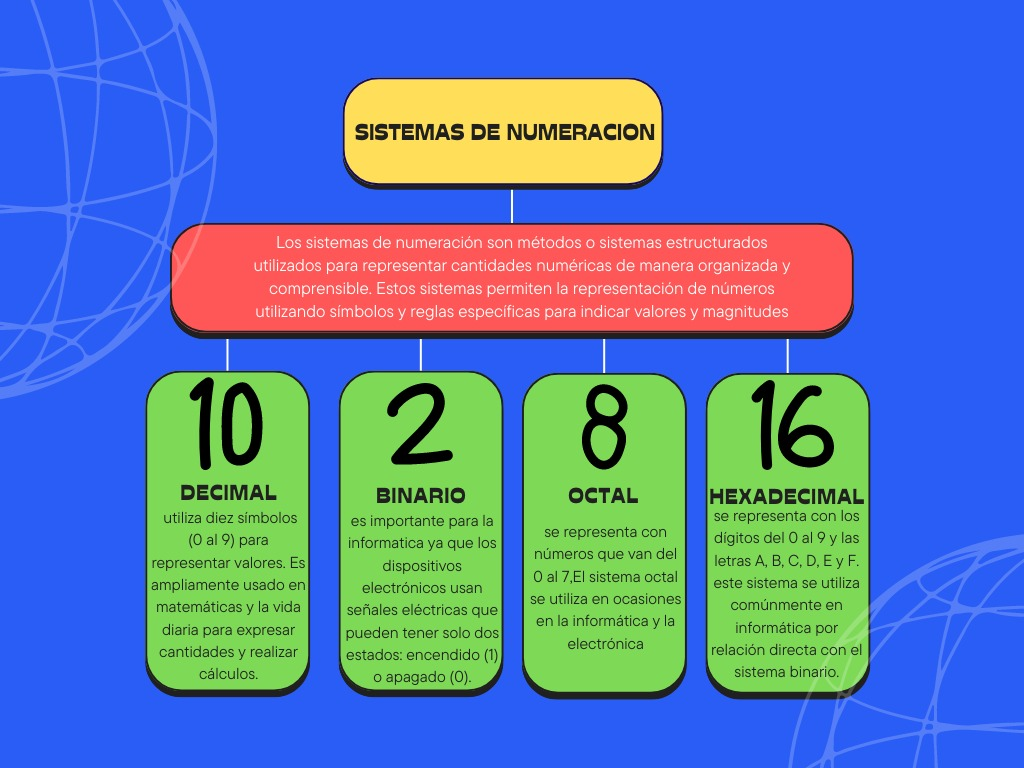 SISTEMAS DE NUMERACION
Los sistemas de numeración son métodos o sistemas estructurados
utilizados para representar cantidades numéricas de manera organizada y
comprensible. Estos sistemas permiten la representación de números
utilizando símbolos y reglas específicas para indicar valores y magnitudes
10
DECIMAL
utiliza diez símbolos
(0 al 9) para
representar valores. Es
ampliamente usado en
matemáticas y la vida
diaria para expresar
cantidades y realizar
cálculos.
2
BINARIO
es importante para la
informatica ya que los
dispositivos
electrónicos usan
señales eléctricas que
pueden tener solo dos
estados: encendido (1)
o apagado (0).
8
OCTAL
se representa con
números que van del
0 al 7,El sistema octal
se utiliza en ocasiones
en la informática y la
electrónica
16
HEXADECIMAL
se representa con los
dígitos del 0 al 9 y las
letras A, B, C, D, E y F.
este sistema se utiliza
comúnmente en
informática por
relación directa con el
sistema binario.